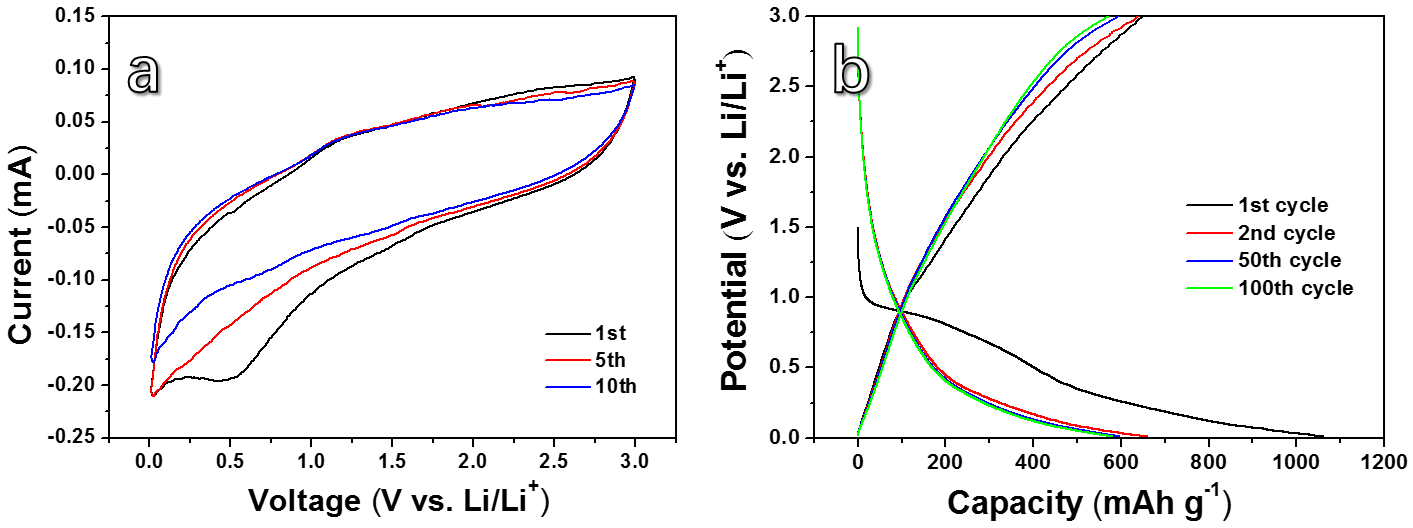 a
0.15
0.10
0.05
0.00
-0.05
-0.10
-0.15
-0.20
-0.25
Current (mA)
0.0 0.5 1.0 1.5 2.0 2.5 3.0
Voltage (V vs. Li/Li⁺)
1st
5th
10th
b
3.0
2.5
2.0
1.5
1.0
0.5
0.0
Potential (V vs. Li/Li⁺)
0 200 400 600 800 1000 1200
Capacity (mAh g⁻¹)
1st cycle
2nd cycle
50th cycle
100th cycle